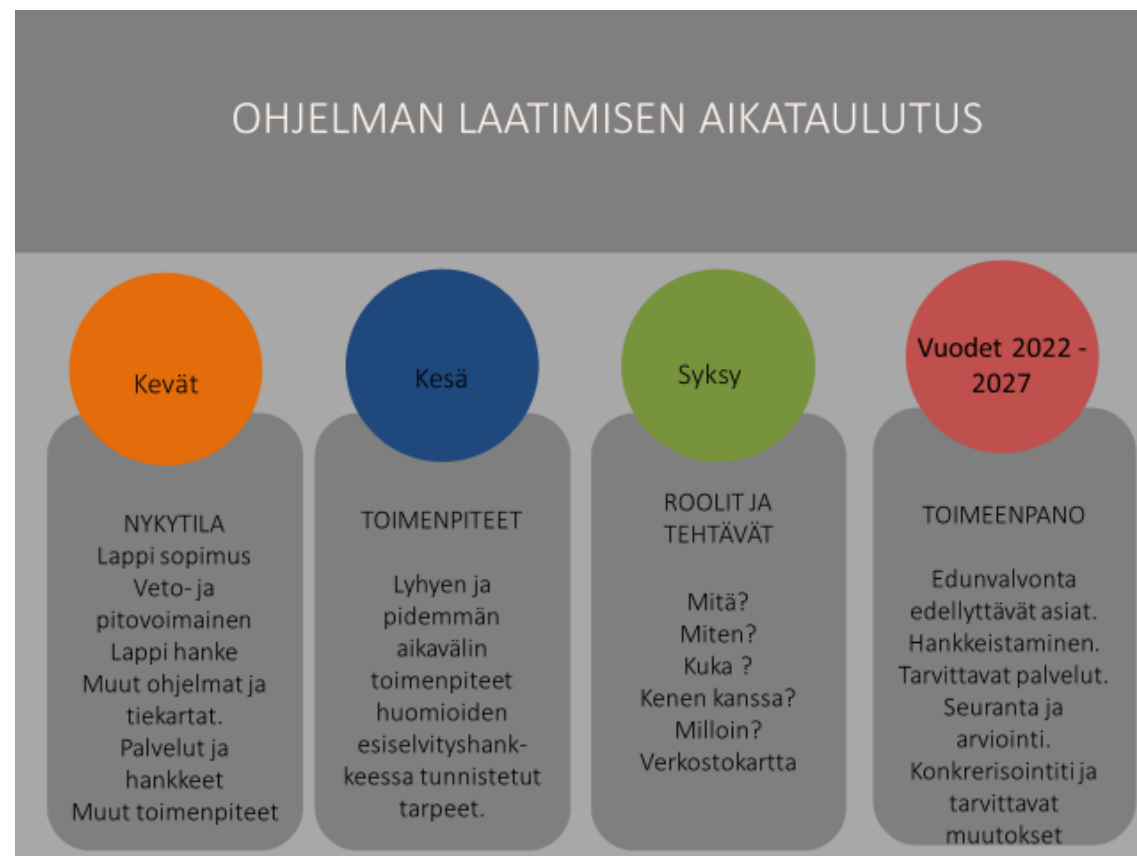 OHJELMAN LAATIMISEN AIKATAULUTUS
Kevät
NYKYTILA
Lappi sopimus
Veto- ja
pitovoimainen
Lappi hanke
Muut ohjelmat ja
tiekartat.
Palvelut ja
hankkeet
Muut toimenpiteet
Kesä
TOIMENPITEET
Lyhyen ja
pidemmän
aikavälin
toimenpiteet
huomioiden
esiselvityshank-
keessa tunnistetut
tarpeet.
Syksy
ROOLIT JA
TEHTÄVÄT
Mitä?
Miten?
Kuka ?
Kenen kanssa?
Milloin?
Verkostokartta
Vuodet 2022 -
2027
TOIMEENPANO
Edunvalvonta
edellyttävät asiat.
Hankkeistaminen.
Tarvittavat palvelut.
Seuranta ja
arviointi.
Konkrerisointiti ja
tarvittavat
muutokset